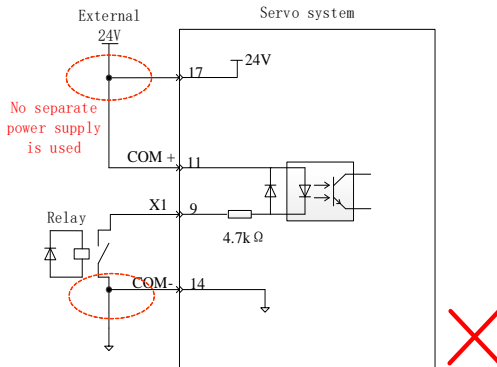 External
24V
Servo system
17
24V
No separate
power supply
is used
COM +
11
X1
9
4.7k Ω
Relay
COM-
14